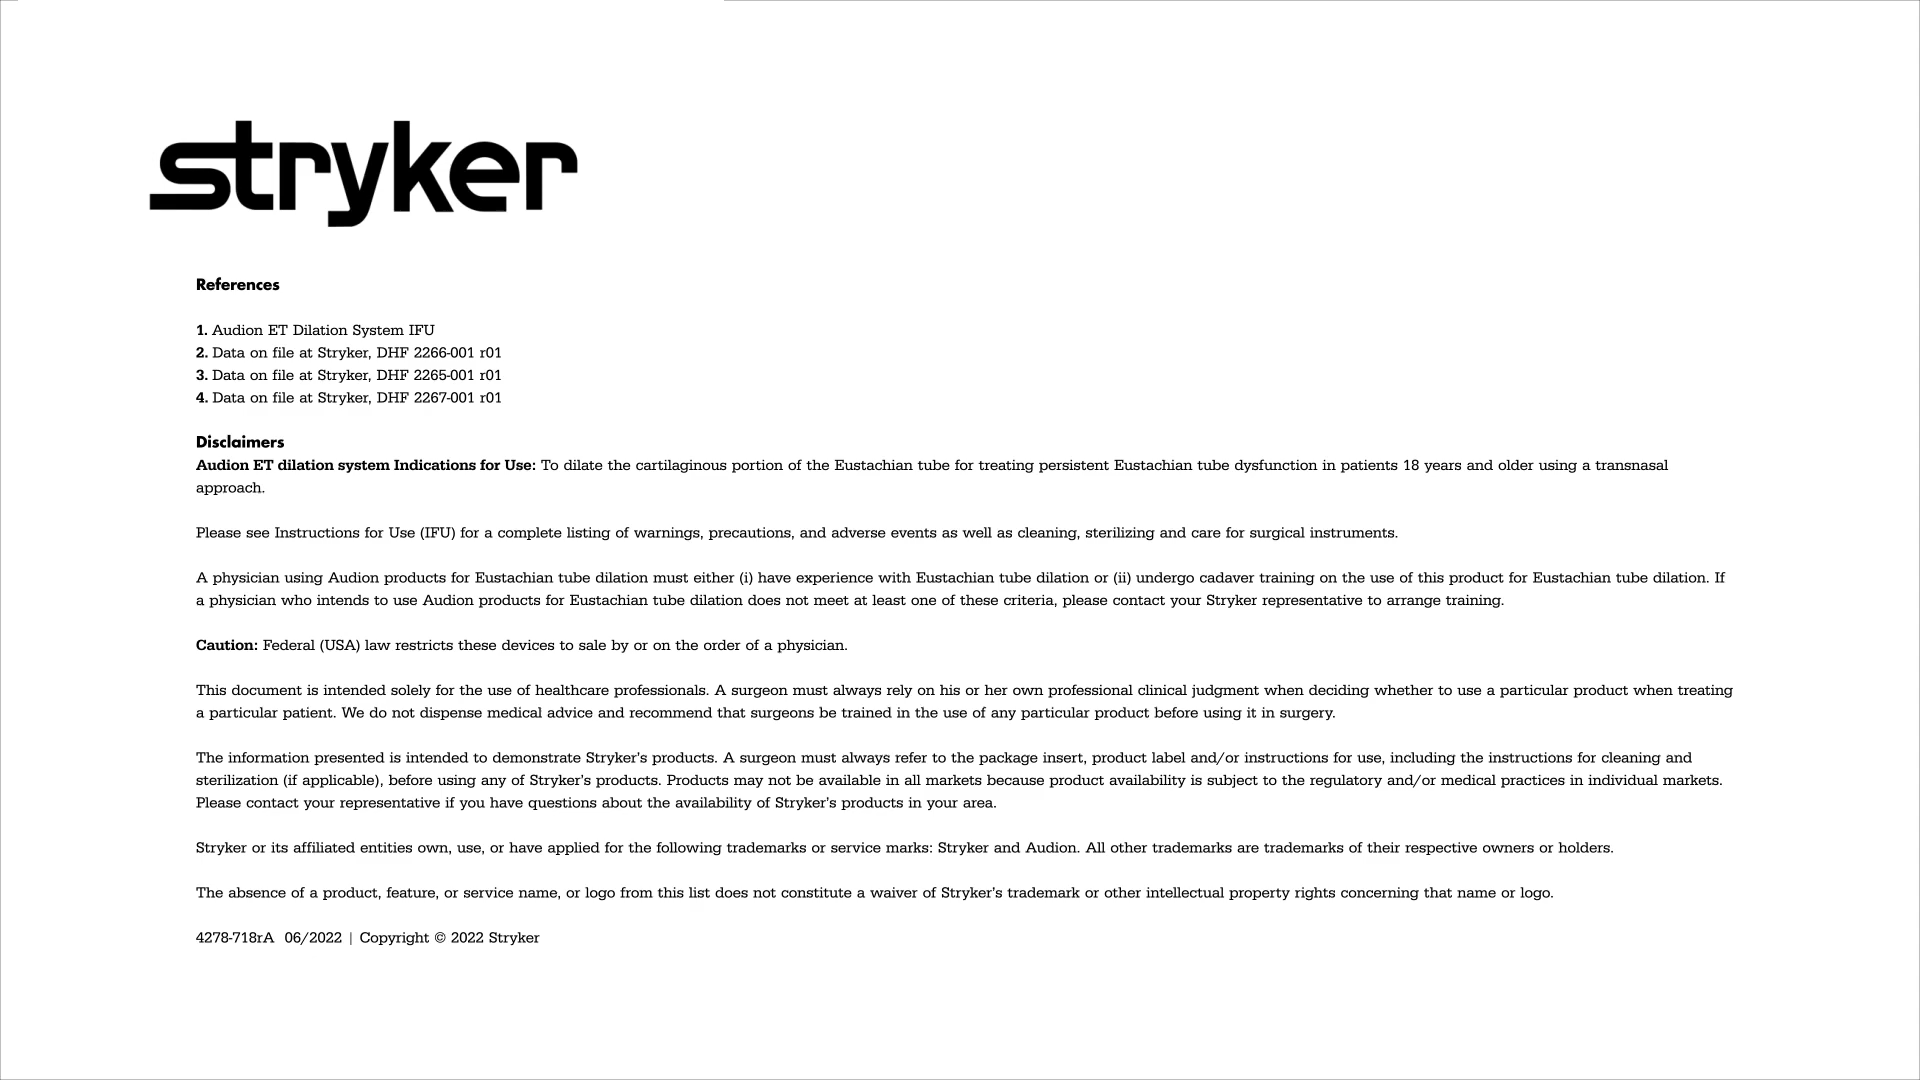 stryker
References
1. Audion ET Dilation System IFU
2. Data on file at Stryker, DHF 2266-001 r01
3. Data on file at Stryker, DHF 2265-001 r01
4. Data on file at Stryker, DHF 2267-001 r01
Disclaimers
Audion ET dilation system Indications for Use: To dilate the cartilaginous portion of the Eustachian tube for treating persistent Eustachian tube dysfunction in patients 18 years and older using a transnasal
approach.
Please see Instructions for Use (IFU) for a complete listing of warnings, precautions, and adverse events as well as cleaning, sterilizing and care for surgical instruments.
A physician using Audion products for Eustachian tube dilation must either (i) have experience with Eustachian tube dilation or (ii) undergo cadaver training on the use of this product for Eustachian tube dilation. If
a physician who intends to use Audion products for Eustachian tube dilation does not meet at least one of these criteria, please contact your Stryker representative to arrange training.
Caution: Federal (USA) law restricts these devices to sale by or on the order of a physician.
This document is intended solely for the use of healthcare professionals. A surgeon must always rely on his or her own professional clinical judgment when deciding whether to use a particular product when treating
a particular patient. We do not dispense medical advice and recommend that surgeons be trained in the use of any particular product before using it in surgery.
The information presented is intended to demonstrate Stryker's products. A surgeon must always refer to the package insert, product label and/or instructions for use, including the instructions for cleaning and
sterilization (if applicable), before using any of Stryker's products. Products may not be available in all markets because product availability is subject to the regulatory and/or medical practices in individual markets.
Please contact your representative if you have questions about the availability of Stryker's products in your area.
Stryker or its affiliated entities own, use, or have applied for the following trademarks or service marks: Stryker and Audion. All other trademarks are trademarks of their respective owners or holders.
The absence of a product, feature, or service name, or logo from this list does not constitute a waiver of Stryker's trademark or other intellectual property rights concerning that name or logo.
4278-718rA 06/2022 | Copyright © 2022 Stryker